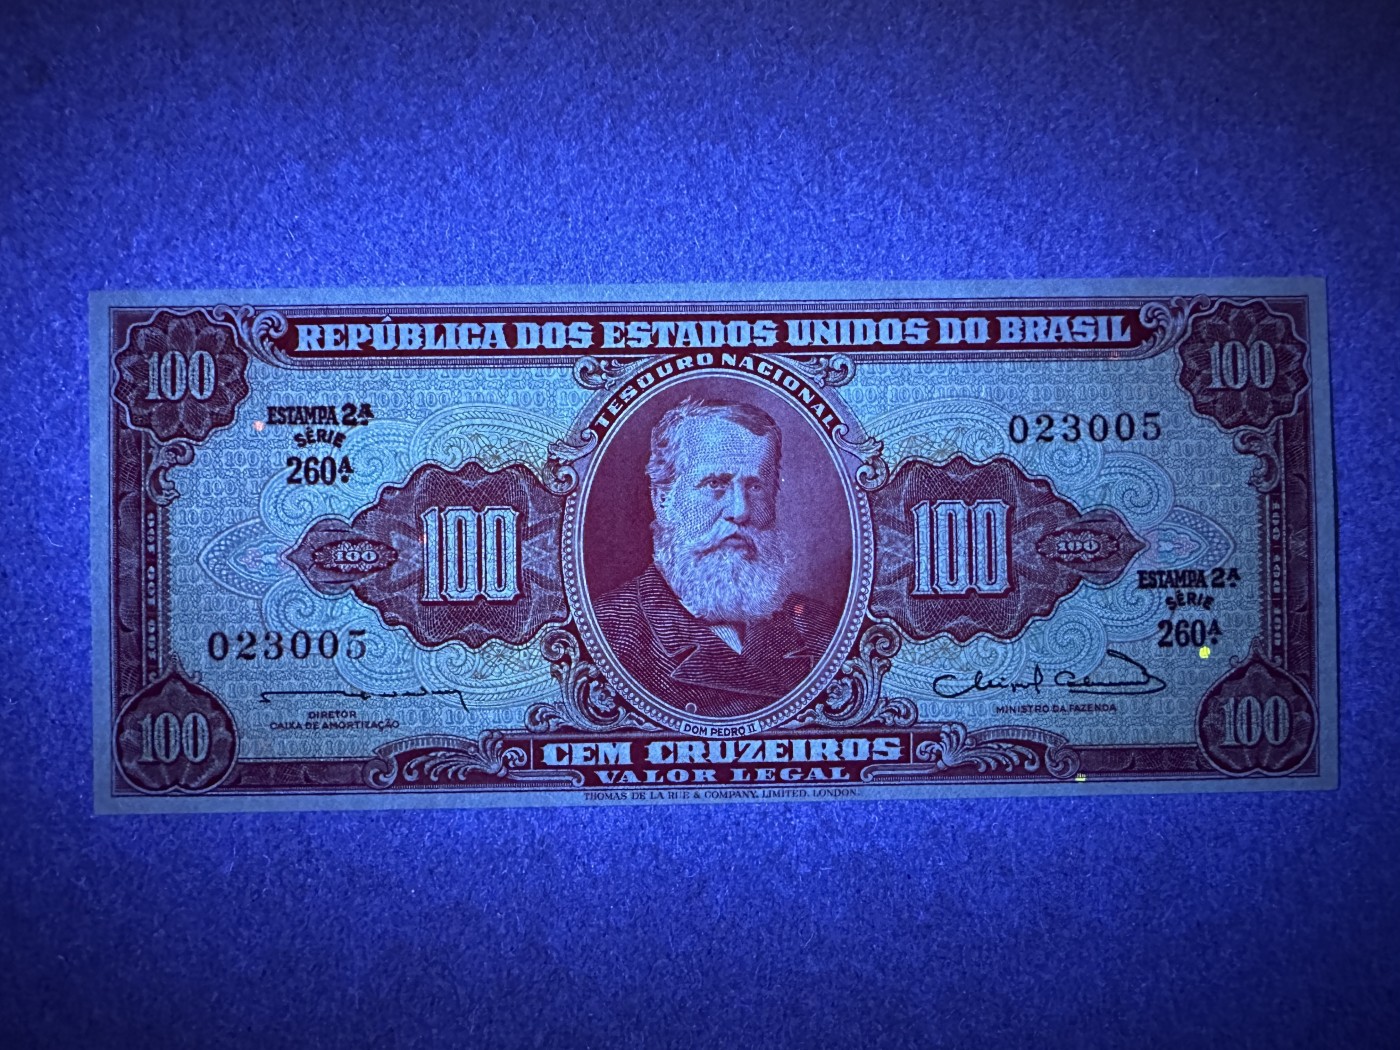 REPÚBLICA DOS ESTADOS UNIDOS DO BRASIL
TESOURO NACIONAL
100
100
ESTAMPA 2ª
SÉRIE
260ª
023005
100
100
100
100
ESTAMPA 2ª
SÉRIE
260ª
023005
DIRETOR
CAIXA DE AMORTIZAÇÃO
MINISTRO DA FAZENDA
DOM PEDRO II
100
100
CEM CRUZEIROS
VALOR LEGAL
THOMAS DE LA RUE & COMPANY, LIMITED, LONDON.